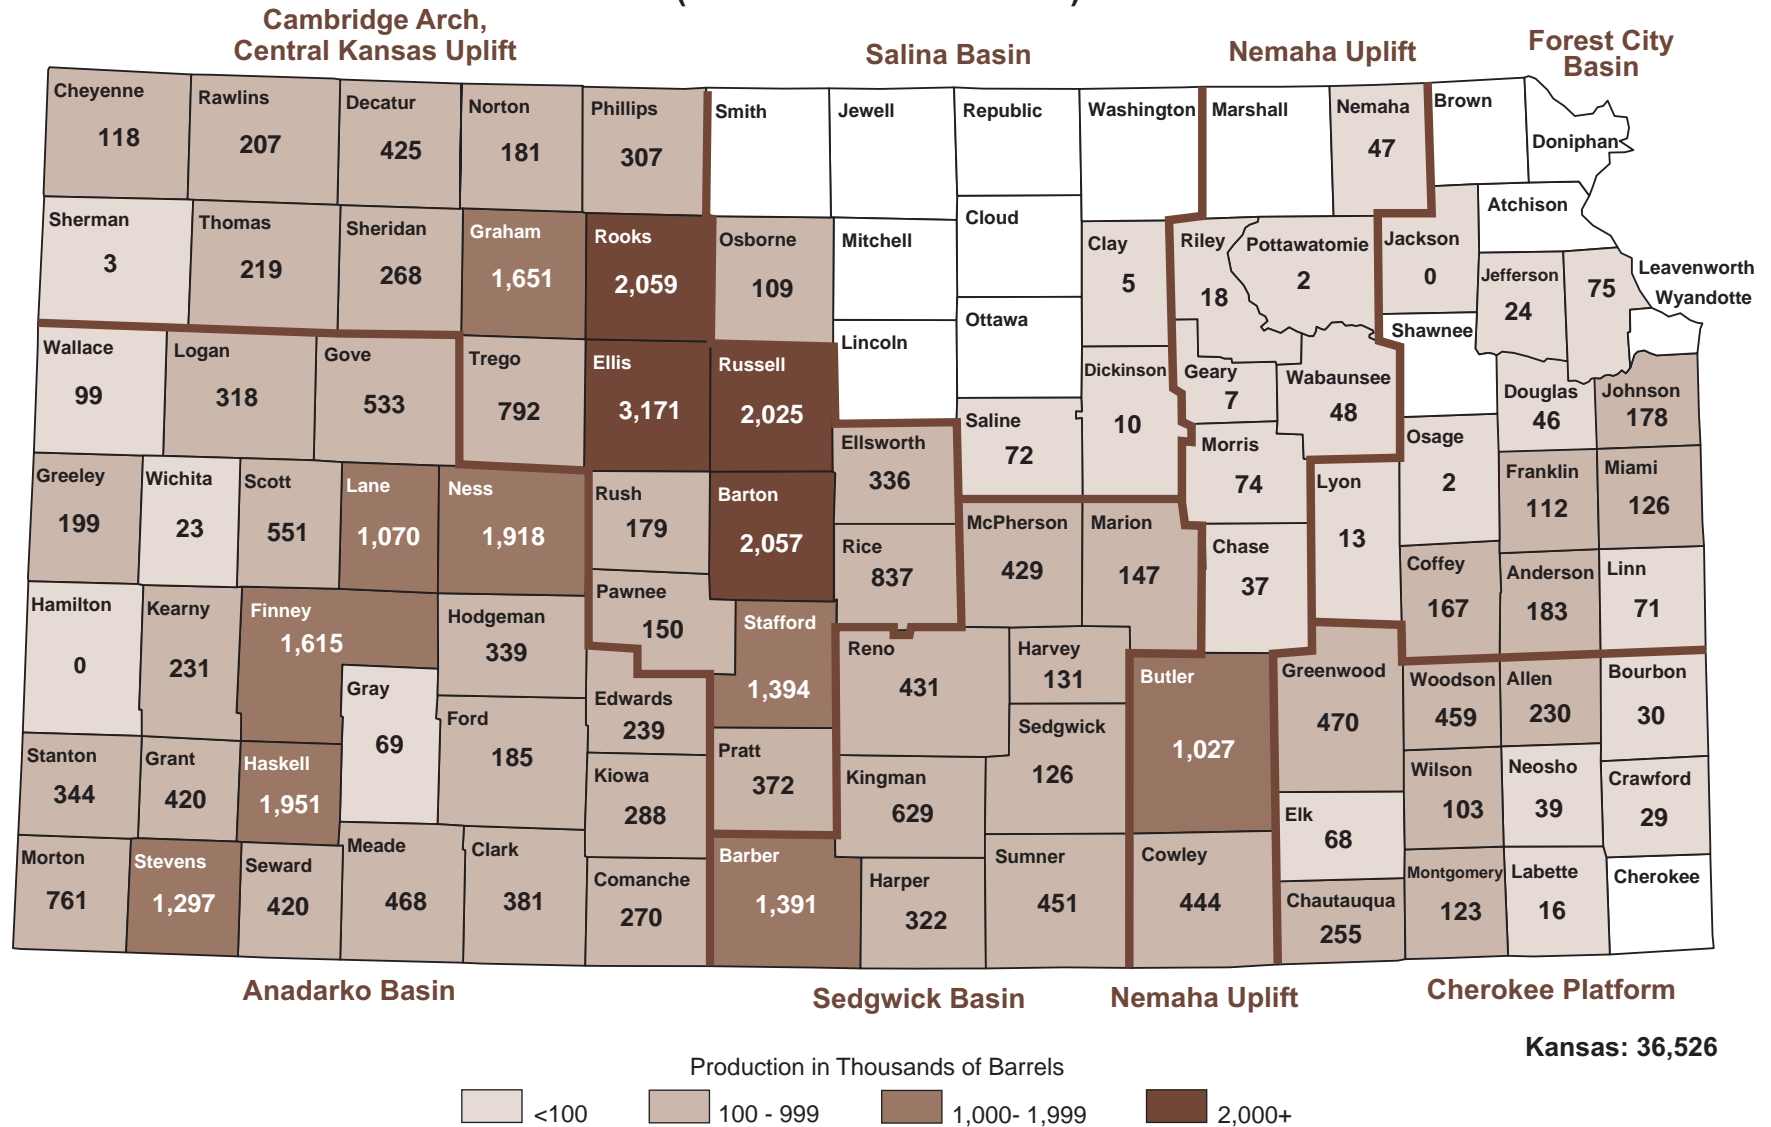 Cambridge Arch,
Central Kansas Uplift
Salina Basin
Nemaha Uplift
Forest City
Basin
Cheyenne
118
Rawlins
207
Decatur
425
Norton
181
Phillips
307
Smith
Jewell
Republic
Washington
Marshall
Nemaha
47
Brown
Doniphan
Sherman
3
Thomas
219
Sheridan
268
Graham
1,651
Rooks
2,059
Osborne
109
Mitchell
Cloud
Clay
5
Riley
18
Pottawatomie
2
Jackson
0
Atchison
Jefferson
24
75
Leavenworth
Wyandotte
Wallace
99
Logan
318
Gove
533
Trego
792
Ellis
3,171
Russell
2,025
Lincoln
Ottawa
Dickinson
10
Geary
7
Wabaunsee
48
Shawnee
Douglas
46
Johnson
178
Greeley
199
Wichita
23
Scott
551
Lane
1,070
Ness
1,918
Rush
179
Barton
2,057
Ellsworth
336
Saline
72
Morris
74
Lyon
13
Osage
2
Franklin
112
Miami
126
Rice
837
McPherson
429
Marion
147
Chase
37
Coffey
167
Anderson
183
Linn
71
Hamilton
0
Kearny
231
Finney
1,615
Hodgeman
339
Pawnee
150
Stafford
1,394
Reno
431
Harvey
131
Butler
1,027
Greenwood
470
Woodson
459
Allen
230
Bourbon
30
Gray
69
Ford
185
Edwards
239
Sedgwick
126
Stanton
344
Grant
420
Haskell
1,951
Kiowa
288
Pratt
372
Kingman
629
Elk
68
Wilson
103
Neosho
39
Crawford
29
Morton
761
Stevens
1,297
Seward
420
Meade
468
Clark
381
Comanche
270
Barber
1,391
Harper
322
Sumner
451
Cowley
444
Chautauqua
255
Montgomery
123
Labette
16
Cherokee
Anadarko Basin
Sedgwick Basin
Nemaha Uplift
Cherokee Platform
Kansas: 36,526
Production in Thousands of Barrels
<100
100 - 999
1,000- 1,999
2,000+